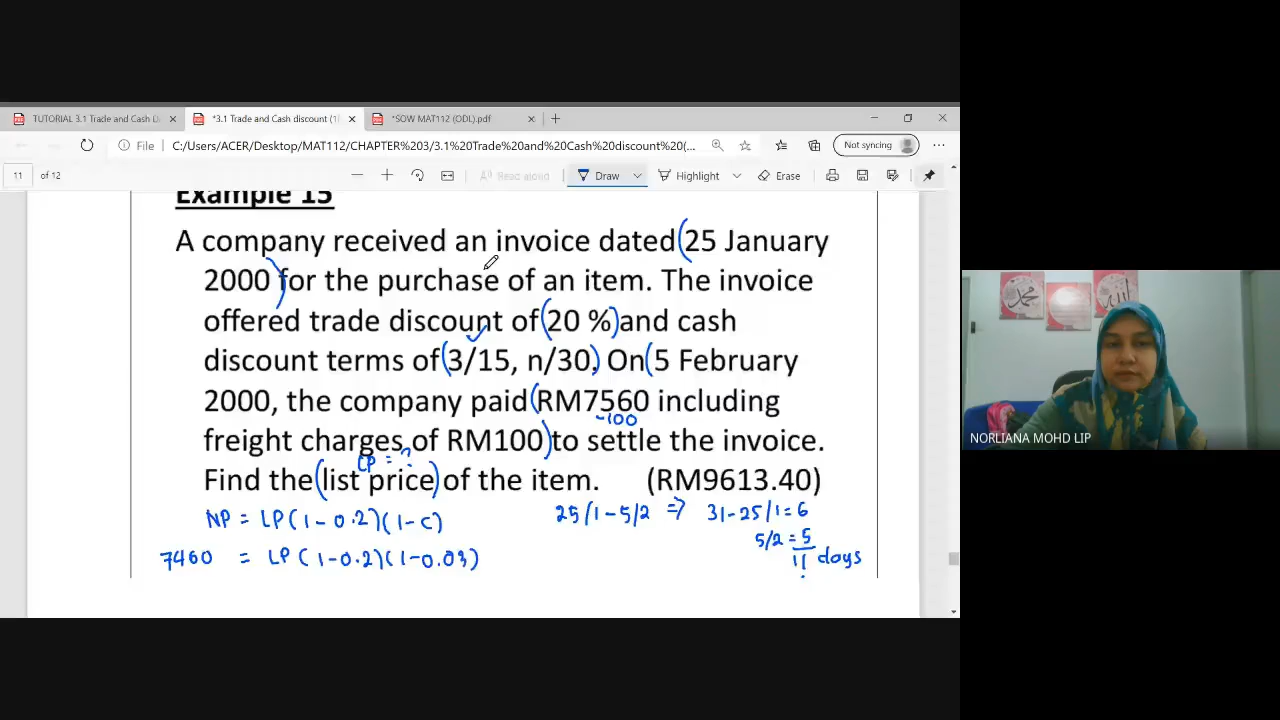 TUTORIAL 3.1 Trade and Cash (J
*3.1 Trade and Cash discount (1l
*SOW MAT112 (ODL).pdf
File
C:/Users/ACER/Desktop/MAT112/CHAPTER%203/3.1%20Trade%20and%20Cash%20discount%20(...
Not syncing
11 of 12
Read aloud
Draw
Highlight
Erase
Example 15
A company received an invoice dated (25 January
2000) for the purchase of an item. The invoice
offered trade discount of (20 %) and cash
discount terms of (3/15, n/30.) On (5 February
2000, the company paid (RM7560 including
-100
freight charges of RM100) to settle the invoice.
LP = ?
Find the (list price) of the item. (RM9613.40)
NP = LP(1-0.2)(1-c)
25/1 - 5/2 ⇒ 31-25/1 = 6
5/2 = 5
7460 = LP(1-0.2)(1-0.03)
11 days
NORLIANA MOHD LIP